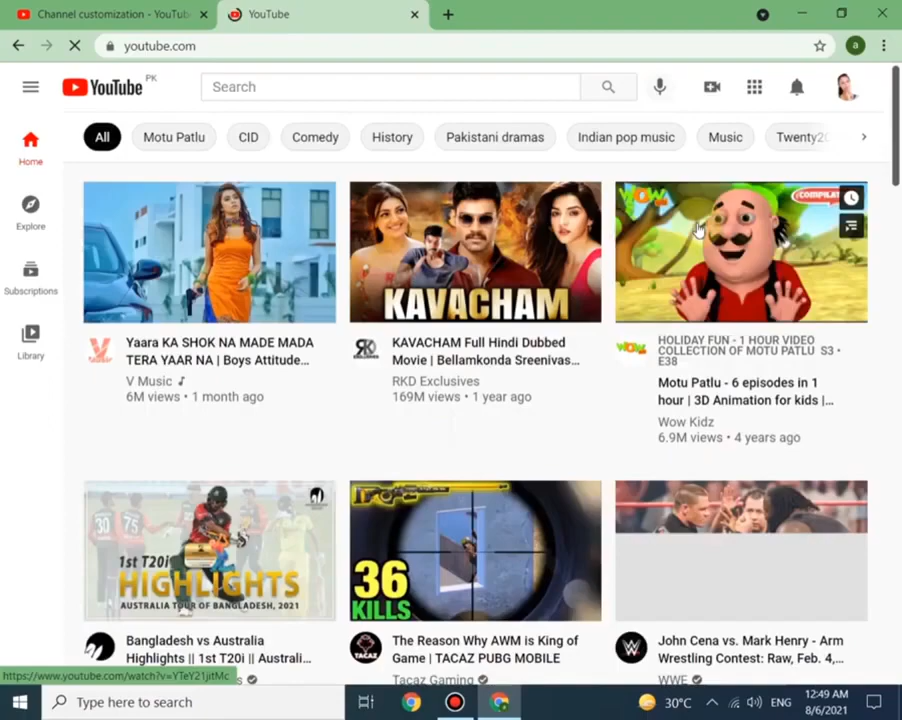 Channel customization - YouTub
YouTube
youtube.com
a
YouTube PK
Search
All
Motu Patlu
CID
Comedy
History
Pakistani dramas
Indian pop music
Music
Twenty20
Home
Explore
Subscriptions
Library
KAVACHAM
WOW
COMPILAT
Yaara KA SHOK NA MADE MADA
TERA YAAR NA | Boys Attitude...
V Music
6M views • 1 month ago
KAVACHAM Full Hindi Dubbed
Movie | Bellamkonda Sreenivas...
RKD Exclusives
169M views • 1 year ago
HOLIDAY FUN - 1 HOUR VIDEO
COLLECTION OF MOTU PATLU S3 •
E38
Motu Patlu - 6 episodes in 1
hour | 3D Animation for kids |...
Wow Kidz
6.9M views • 4 years ago
30
75
1st T20i
HIGHLIGHTS
AUSTRALIA TOUR OF BANGLADESH, 2021
36
KILLS
Bangladesh vs Australia
Highlights || 1st T20i || Australi...
The Reason Why AWM is King of
Game | TACAZ PUBG MOBILE
Tacaz Gaming
John Cena vs. Mark Henry - Arm
Wrestling Contest: Raw, Feb. 4,...
WWE
https://www.youtube.com/watch?v=YTeY21jitMc
Type here to search
30°C
ENG
12:49 AM
8/6/2021